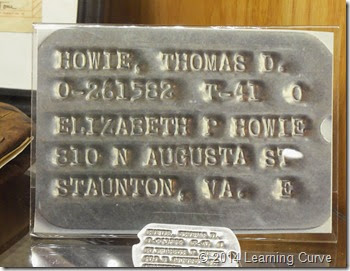 HOWIE, THOMAS D.
O-261582 T-41 O
ELIZABETH P HOWIE
810 N AUGUSTA ST
STAUNTON, VA. E
© 2014 Learning Curve